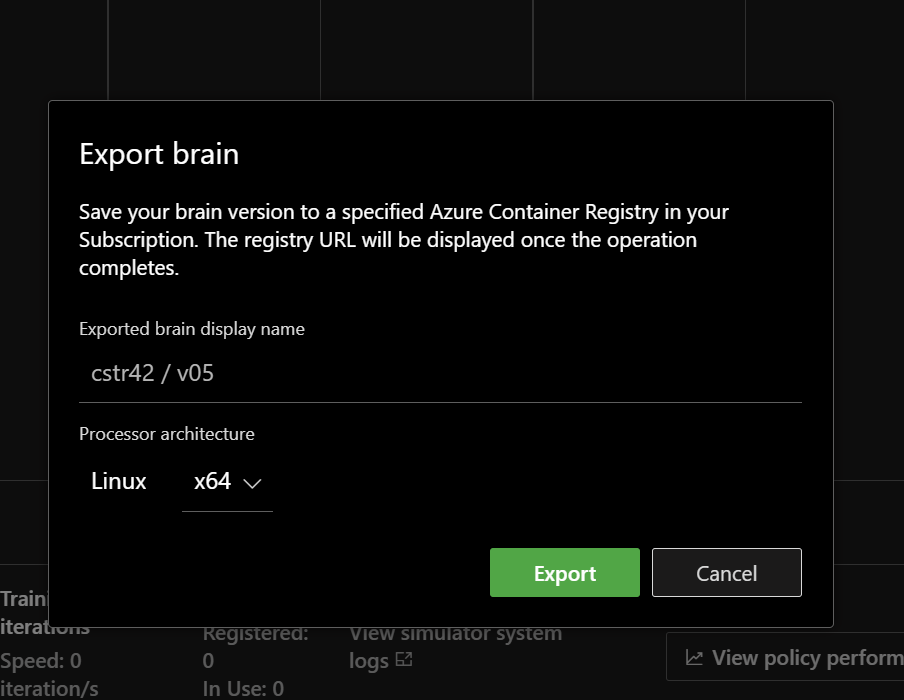 Export brain
Save your brain version to a specified Azure Container Registry in your
Subscription. The registry URL will be displayed once the operation
completes.
Exported brain display name
cstr42 / v05
Processor architecture
Linux x64
Export Cancel
iterations
Speed: 0
iteration/s
Registered:
0
In Use: 0
View simulator system
logs
View policy